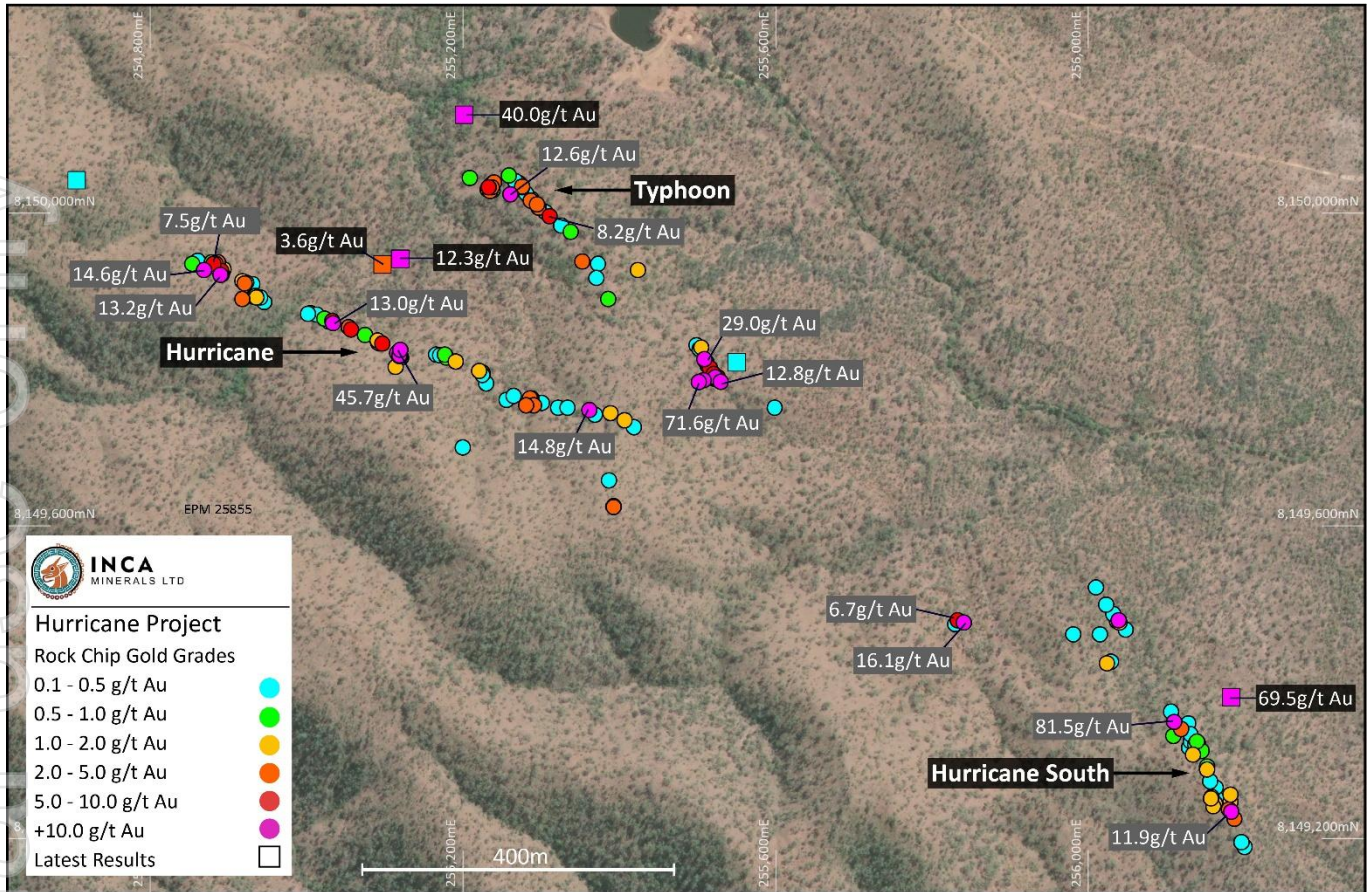 254,800mE
255,200mE
255,600mE
256,000mE
40.0g/t Au
12.6g/t Au
Typhoon
8,150,000mN
8,150,000mN
7.5g/t Au
8.2g/t Au
3.6g/t Au
12.3g/t Au
14.6g/t Au
13.2g/t Au
13.0g/t Au
29.0g/t Au
Hurricane
12.8g/t Au
45.7g/t Au
71.6g/t Au
14.8g/t Au
EPM 25855
8,149,600mN
8,149,600mN
INCA
MINERALS LTD
Hurricane Project
Rock Chip Gold Grades
0.1 - 0.5 g/t Au
0.5 - 1.0 g/t Au
1.0 - 2.0 g/t Au
2.0 - 5.0 g/t Au
5.0 - 10.0 g/t Au
+10.0 g/t Au
Latest Results
6.7g/t Au
16.1g/t Au
69.5g/t Au
81.5g/t Au
Hurricane South
11.9g/t Au
8,149,200mN
400m
255,200mE
255,600mE
256,000mE